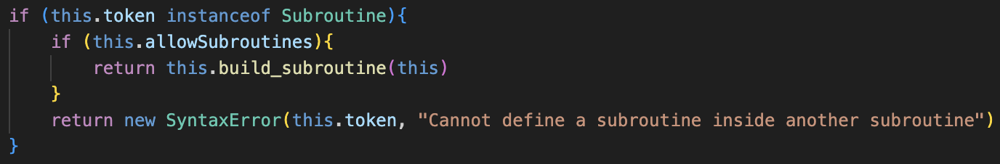 if (this.token instanceof Subroutine){
    if (this.allowSubroutines){
        return this.build_subroutine(this)
    }
    return new SyntaxError(this.token, "Cannot define a subroutine inside another subroutine")
}